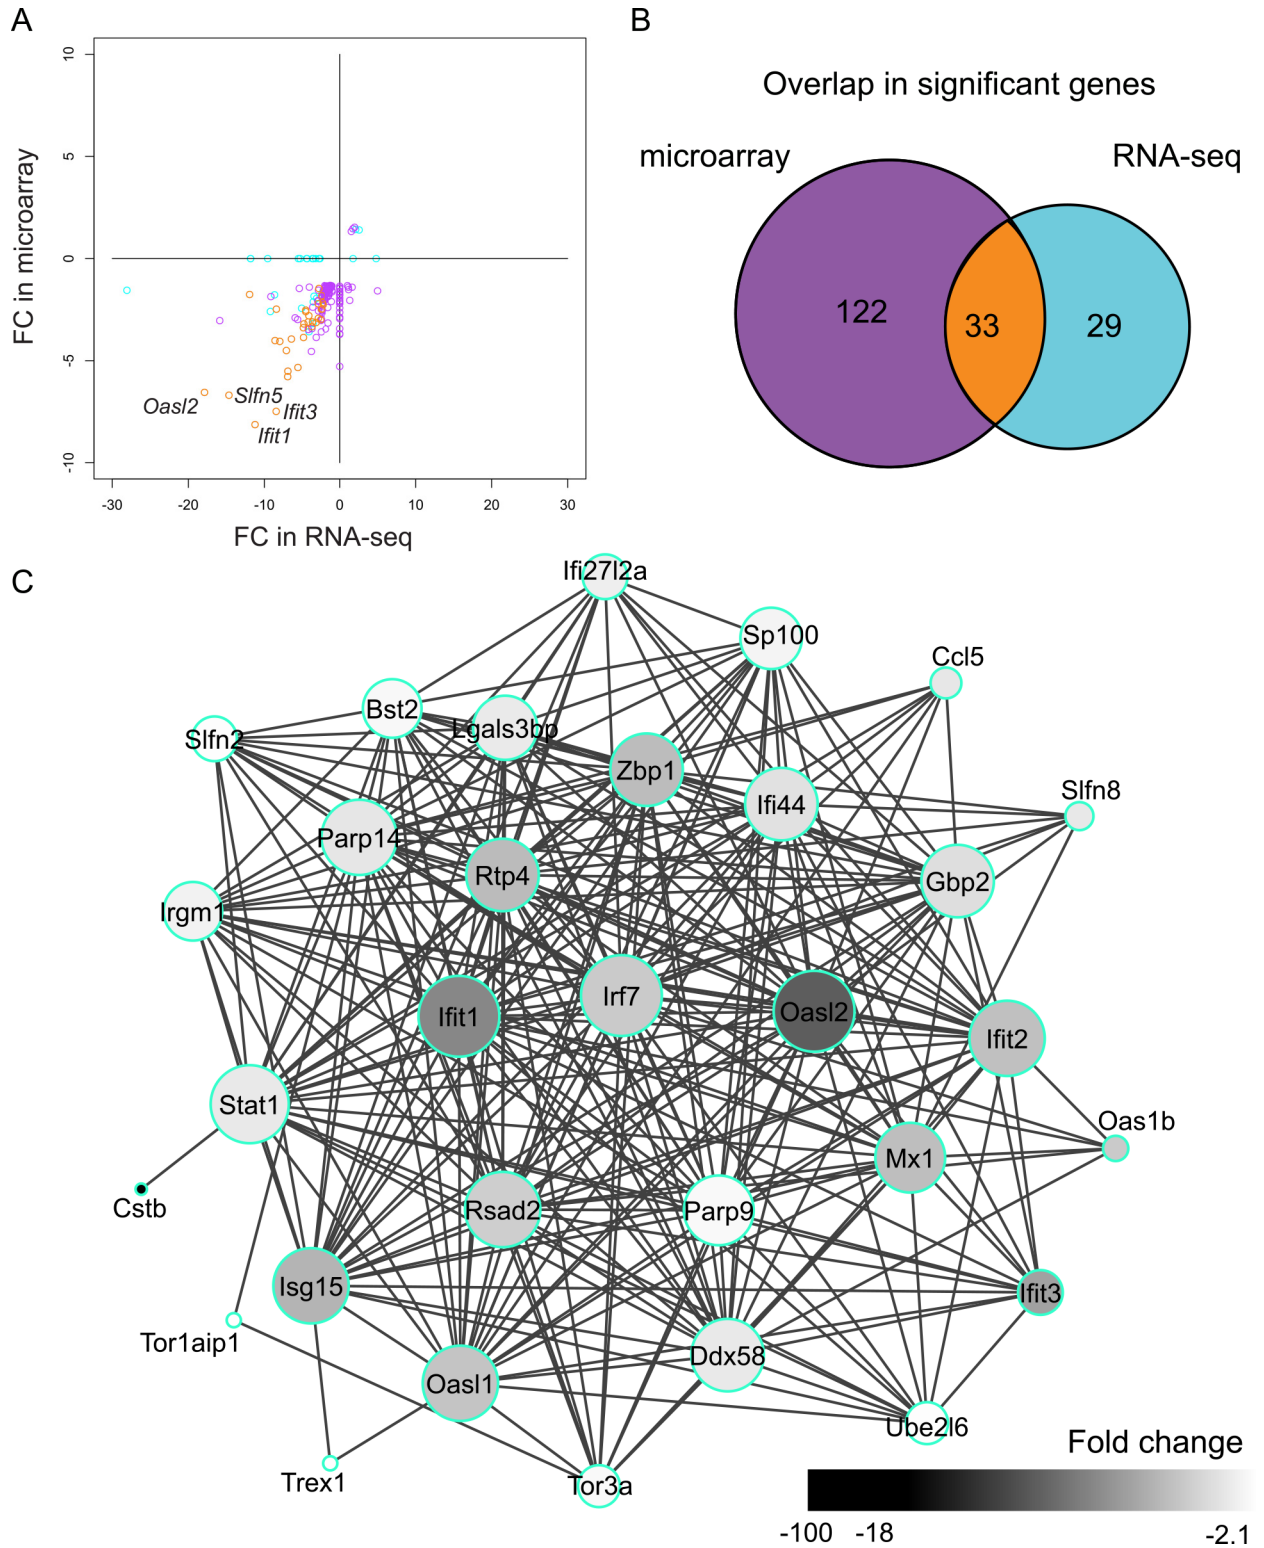 A
10
5
0
-5
-10
FC in microarray
Oasl2
Slfn5
Ifit3
Ifit1
-30 -20 -10 0 10 20 30
FC in RNA-seq
B
Overlap in significant genes
microarray RNA-seq
122 33 29
C
Ifi27l2a
Sp100
Ccl5
Bst2
Lgals3bp
Slfn2
Zbp1
Ifi44
Slfn8
Parp14
Rtp4
Gbp2
Irgm1
Irf7
Ifit1
Oasl2
Ifit2
Stat1
Oas1b
Mx1
Cstb
Rsad2
Parp9
Isg15
Ifit3
Tor1aip1
Ddx58
Oasl1
Ube2l6
Trex1
Tor3a
Fold change
-100 -18 -2.1